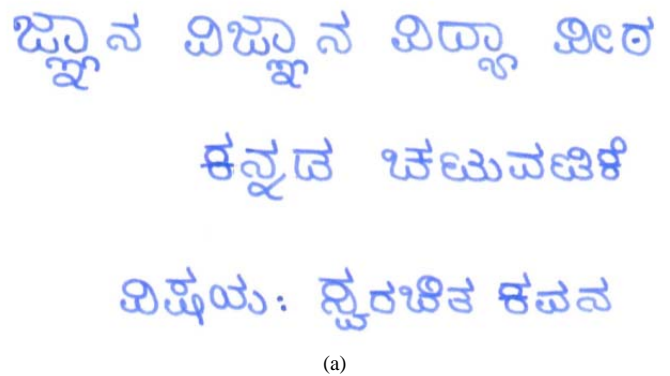 ಜ್ಞಾನ ವಿಜ್ಞಾನ ವಿದ್ಯಾ ಪೀಠ
ಕನ್ನಡ ಚಟುವಟಿಕೆ
ವಿಷಯ: ಸ್ವರಚಿತ ಕವನ
(a)